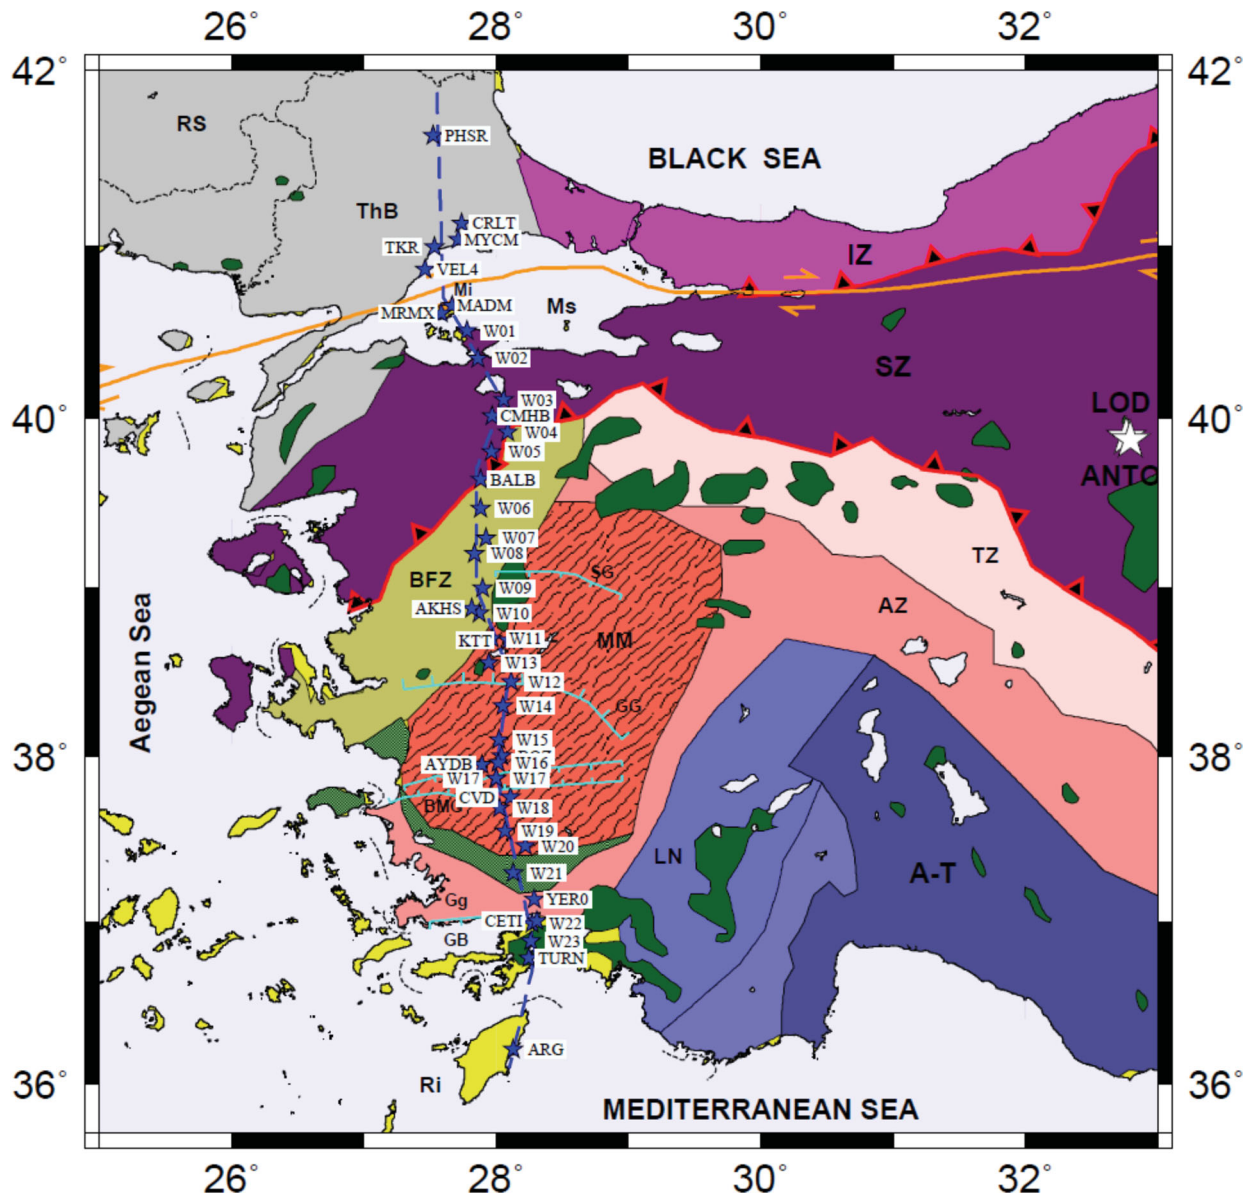 26° 28° 30° 32°
42° 42°
RS
PHSR
BLACK SEA
ThB
CRLT
MYCM
TKR
IZ
VEL4
Mi
MADM
Ms
MRMX
W01
W02
SZ
W03
LOD
CMHB
40° 40°
W04
W05
ANTO
BALB
W06
W07
TZ
W08
SG
BFZ
W09
AZ
AKHS
W10
KTT
W11
MM
Aegean Sea
W13
W12
W14
GG
W15
38° 38°
AYDB
W16
W17
W17
CVD
BMG
W18
W19
W20
LN
W21
A-T
Gg
YER0
CETI
W22
GB
W23
TURN
ARG
36° 36°
Ri
MEDITERRANEAN SEA
26° 28° 30° 32°